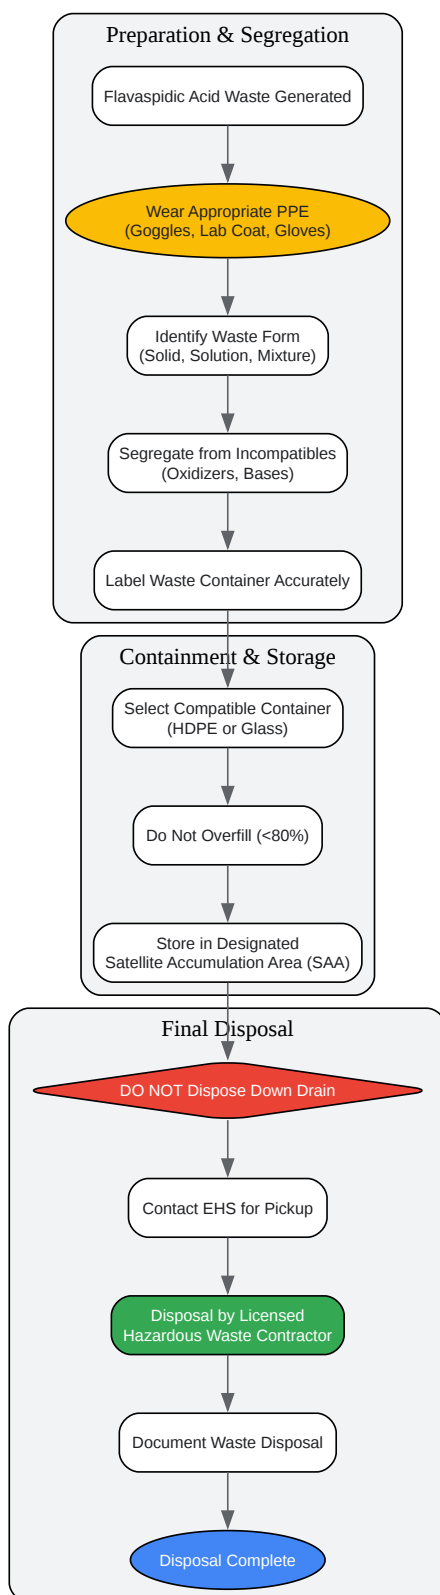 Preparation & Segregation
Flavaspidic Acid Waste Generated
Wear Appropriate PPE
(Goggles, Lab Coat, Gloves)
Identify Waste Form
(Solid, Solution, Mixture)
Segregate from Incompatibles
(Oxidizers, Bases)
Label Waste Container Accurately
Containment & Storage
Select Compatible Container
(HDPE or Glass)
Do Not Overfill (<80%)
Store in Designated
Satellite Accumulation Area (SAA)
Final Disposal
DO NOT Dispose Down Drain
Contact EHS for Pickup
Disposal by Licensed
Hazardous Waste Contractor
Document Waste Disposal
Disposal Complete